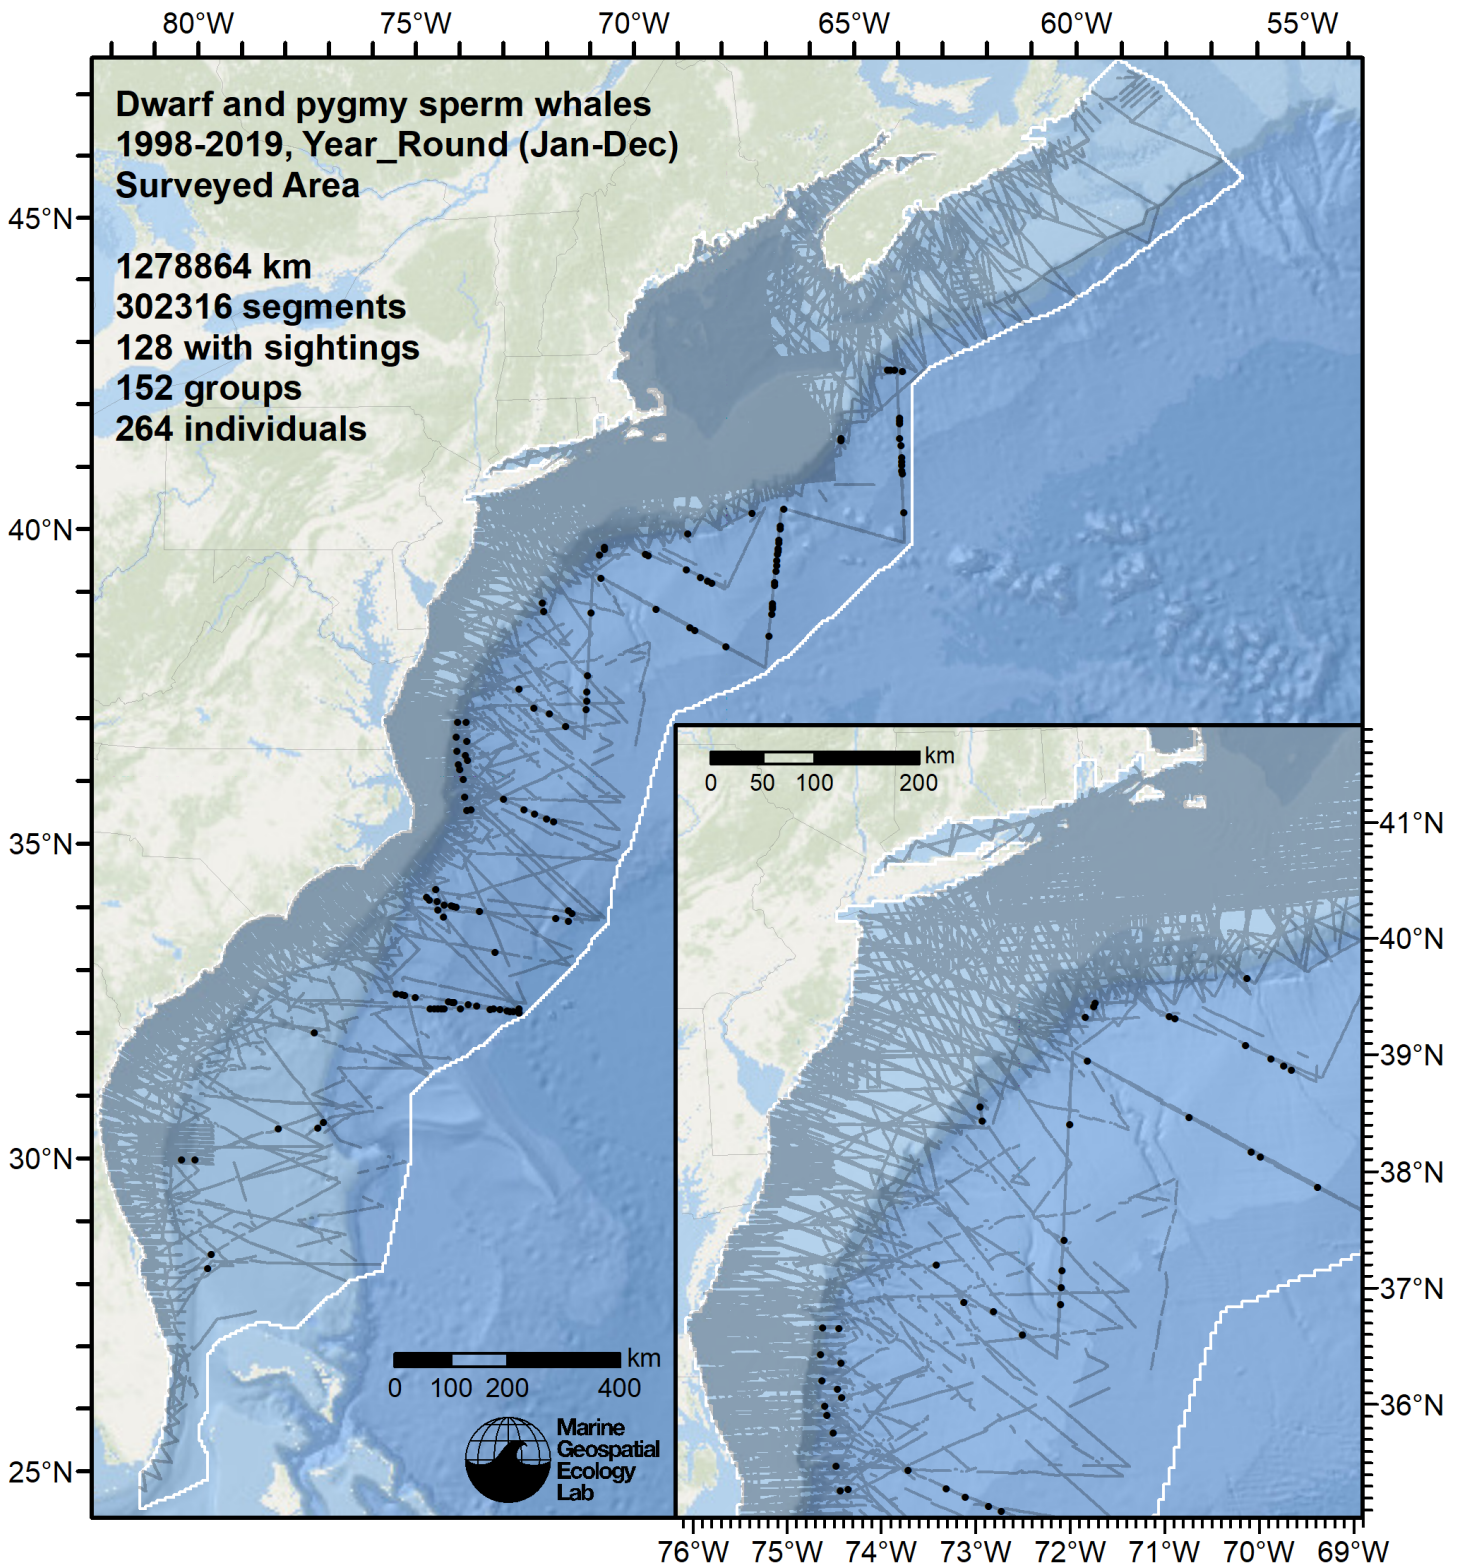 80°W 75°W 70°W 65°W 60°W 55°W
Dwarf and pygmy sperm whales
1998-2019, Year_Round (Jan-Dec)
Surveyed Area
1278864 km
302316 segments
128 with sightings
152 groups
264 individuals
45°N
40°N
35°N
30°N
25°N
km
0 50 100 200
41°N
40°N
39°N
38°N
37°N
36°N
km
0 100 200 400
Marine
Geospatial
Ecology
Lab
76°W 75°W 74°W 73°W 72°W 71°W 70°W 69°W